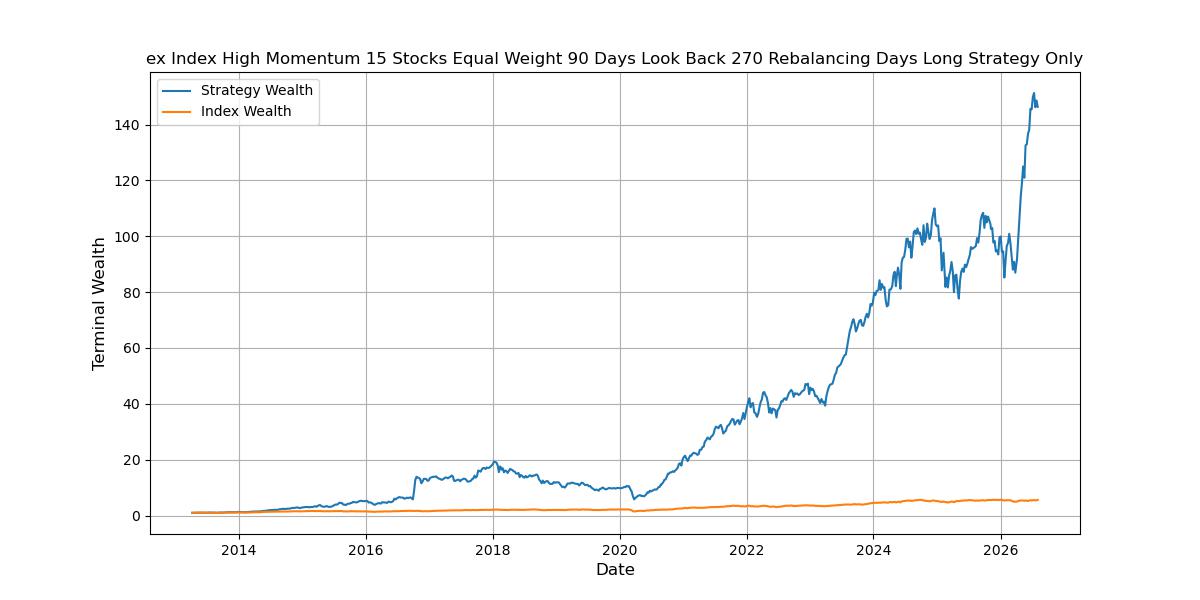 ex Index High Momentum 15 Stocks Equal Weight 90 Days Look Back 270 Rebalancing Days Long Strategy Only
Strategy Wealth
Index Wealth
Terminal Wealth
140
120
100
80
60
40
20
0
2014 2016 2018 2020 2022 2024 2026
Date